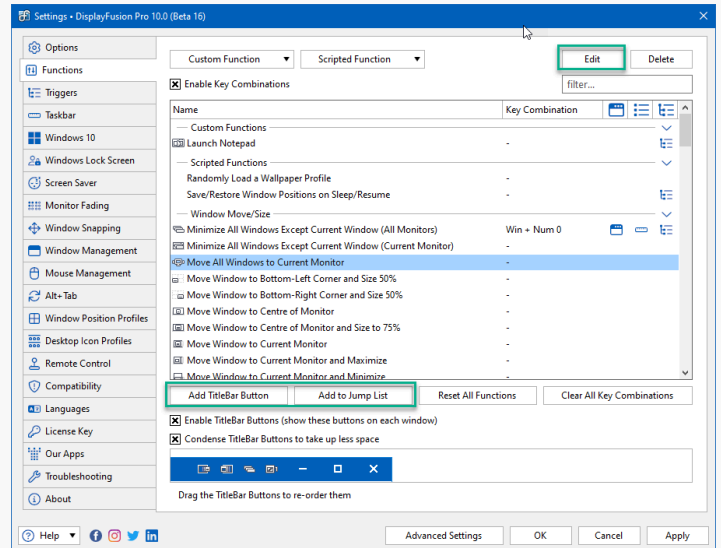 Settings • DisplayFusion Pro 10.0 (Beta 16)
Options
Functions
Triggers
Taskbar
Windows 10
Windows Lock Screen
Screen Saver
Monitor Fading
Window Snapping
Window Management
Mouse Management
Alt+Tab
Window Position Profiles
Desktop Icon Profiles
Remote Control
Compatibility
Languages
License Key
Our Apps
Troubleshooting
About
Custom Function Scripted Function Edit Delete
Enable Key Combinations filter...
Name Key Combination
Custom Functions
Launch Notepad -
Scripted Functions
Randomly Load a Wallpaper Profile -
Save/Restore Window Positions on Sleep/Resume -
Window Move/Size
Minimize All Windows Except Current Window (All Monitors) Win + Num 0
Minimize All Windows Except Current Window (Current Monitor) -
Move All Windows to Current Monitor -
Move Window to Bottom-Left Corner and Size 50% -
Move Window to Bottom-Right Corner and Size 50% -
Move Window to Centre of Monitor -
Move Window to Centre of Monitor and Size to 75% -
Move Window to Current Monitor -
Move Window to Current Monitor and Maximize -
Move Window to Current Monitor and Minimize -
Add TitleBar Button Add to Jump List Reset All Functions Clear All Key Combinations
Enable TitleBar Buttons (show these buttons on each window)
Condense TitleBar Buttons to take up less space
Drag the TitleBar Buttons to re-order them
Help Advanced Settings OK Cancel Apply